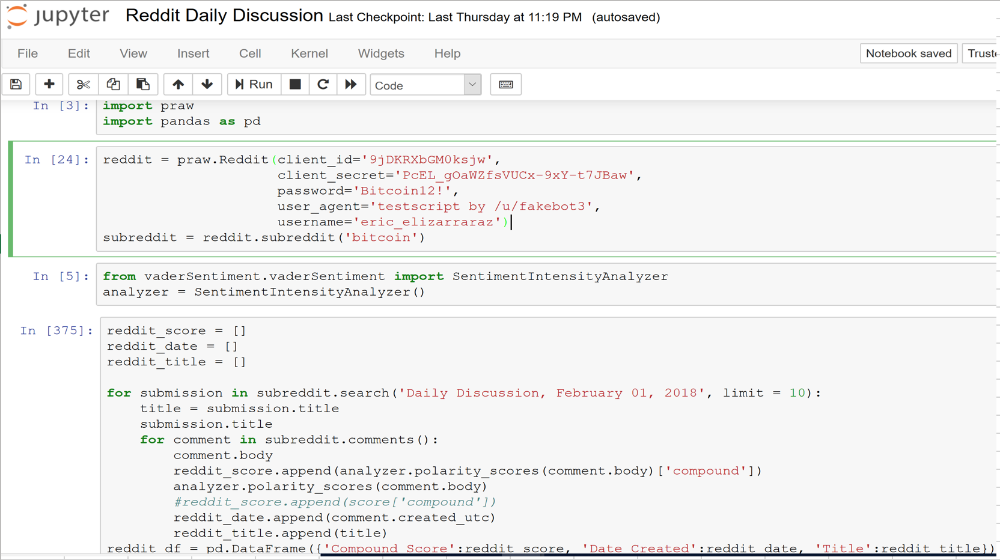 jupyter Reddit Daily Discussion Last Checkpoint: Last Thursday at 11:19 PM (autosaved)
File Edit View Insert Cell Kernel Widgets Help Notebook saved Truste
Run Code
In [3]: import praw
import pandas as pd
In [24]: reddit = praw.Reddit(client_id='9jDKRXbGM0ksjw',
client_secret='PcEL_gOaWZfsVUCx-9xY-t7JBaw',
password='Bitcoin12!',
user_agent='testscript by /u/fakebot3',
username='eric_elizarraraz')
subreddit = reddit.subreddit('bitcoin')
In [5]: from vaderSentiment.vaderSentiment import SentimentIntensityAnalyzer
analyzer = SentimentIntensityAnalyzer()
In [375]: reddit_score = []
reddit_date = []
reddit_title = []
for submission in subreddit.search('Daily Discussion, February 01, 2018', limit = 10):
title = submission.title
submission.title
for comment in subreddit.comments():
comment.body
reddit_score.append(analyzer.polarity_scores(comment.body)['compound'])
analyzer.polarity_scores(comment.body)
#reddit_score.append(score['compound'])
reddit_date.append(comment.created_utc)
reddit_title.append(title)
reddit_df = pd.DataFrame({'Compound Score':reddit_score, 'Date Created':reddit_date, 'Title':reddit_title})